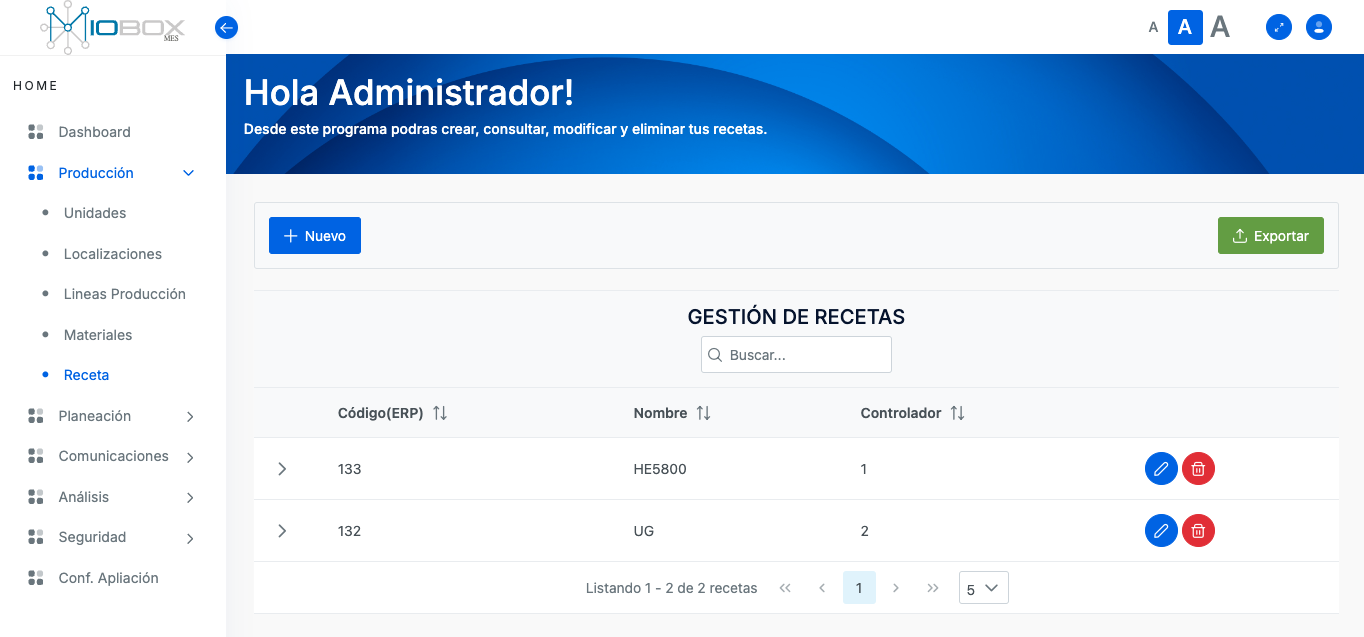 IOBOX
MES
A A A
HOME
Dashboard
Producción
Unidades
Localizaciones
Lineas Producción
Materiales
Receta
Planeación
Comunicaciones
Análisis
Seguridad
Conf. Apliación
Hola Administrador!
Desde este programa podras crear, consultar, modificar y eliminar tus recetas.
Nuevo
Exportar
GESTIÓN DE RECETAS
Buscar...
Código(ERP) Nombre Controlador
133 HE5800 1
132 UG 2
Listando 1 - 2 de 2 recetas 1 5